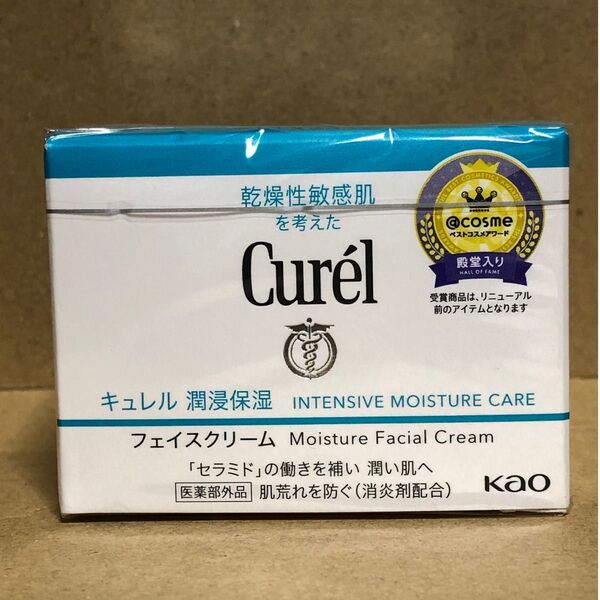 乾燥性敏感肌
を考えた
Curél
@cosme
ベストコスメアワード
殿堂入り
HALL OF FAME
受賞商品は、リニューアル
前のアイテムとなります
キュレル 潤浸保湿 INTENSIVE MOISTURE CARE
フェイスクリーム Moisture Facial Cream
「セラミド」の働きを補い 潤い肌へ
医薬部外品 肌荒れを防ぐ（消炎剤配合）
Kao